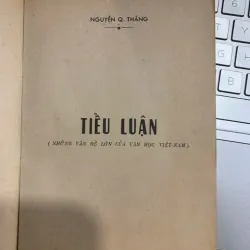 NGUYỄN Q. THẮNG
TIỂU LUẬN
( NHỮNG VẤN ĐỀ LỚN CỦA VĂN HỌC VIỆT-NAM )